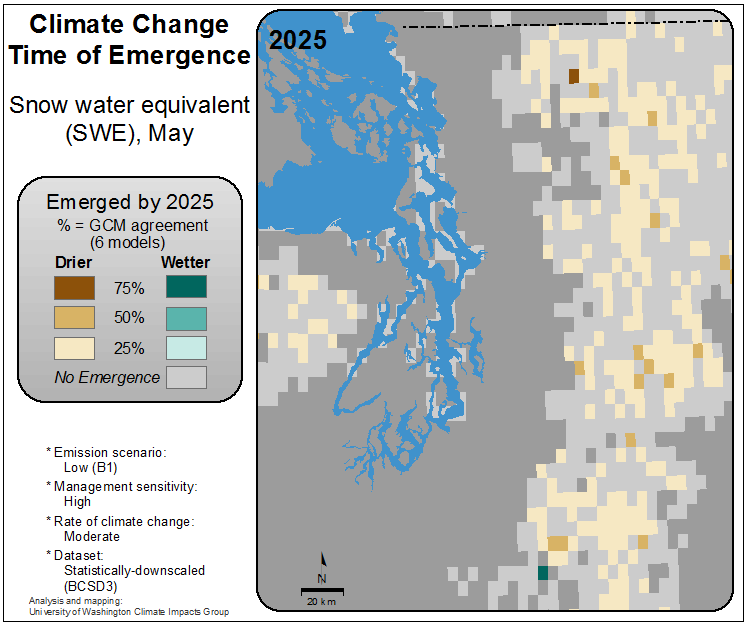 Climate Change
Time of Emergence
Snow water equivalent
(SWE), May
Emerged by 2025
% = GCM agreement
(6 models)
Drier Wetter
75%
50%
25%
No Emergence
* Emission scenario:
Low (B1)
* Management sensitivity:
High
* Rate of climate change:
Moderate
* Dataset:
Statistically-downscaled
(BCSD3)
Analysis and mapping:
University of Washington Climate Impacts Group
2025
N
20 km